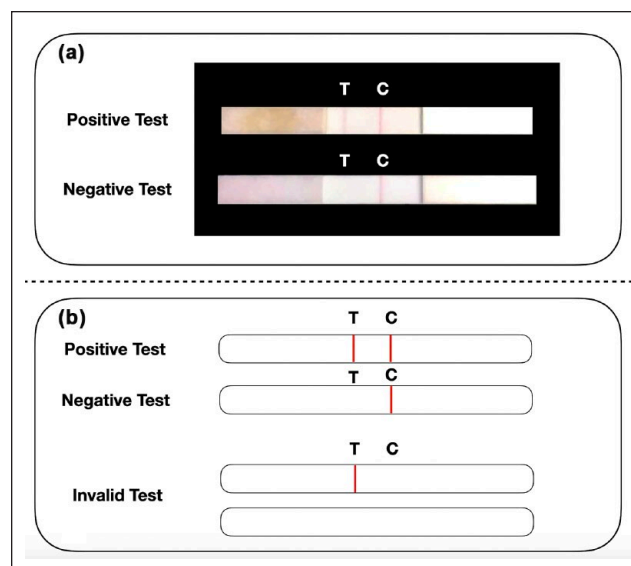 (a)
T C
Positive Test
T C
Negative Test
(b)
T C
Positive Test
T C
Negative Test
T C
Invalid Test